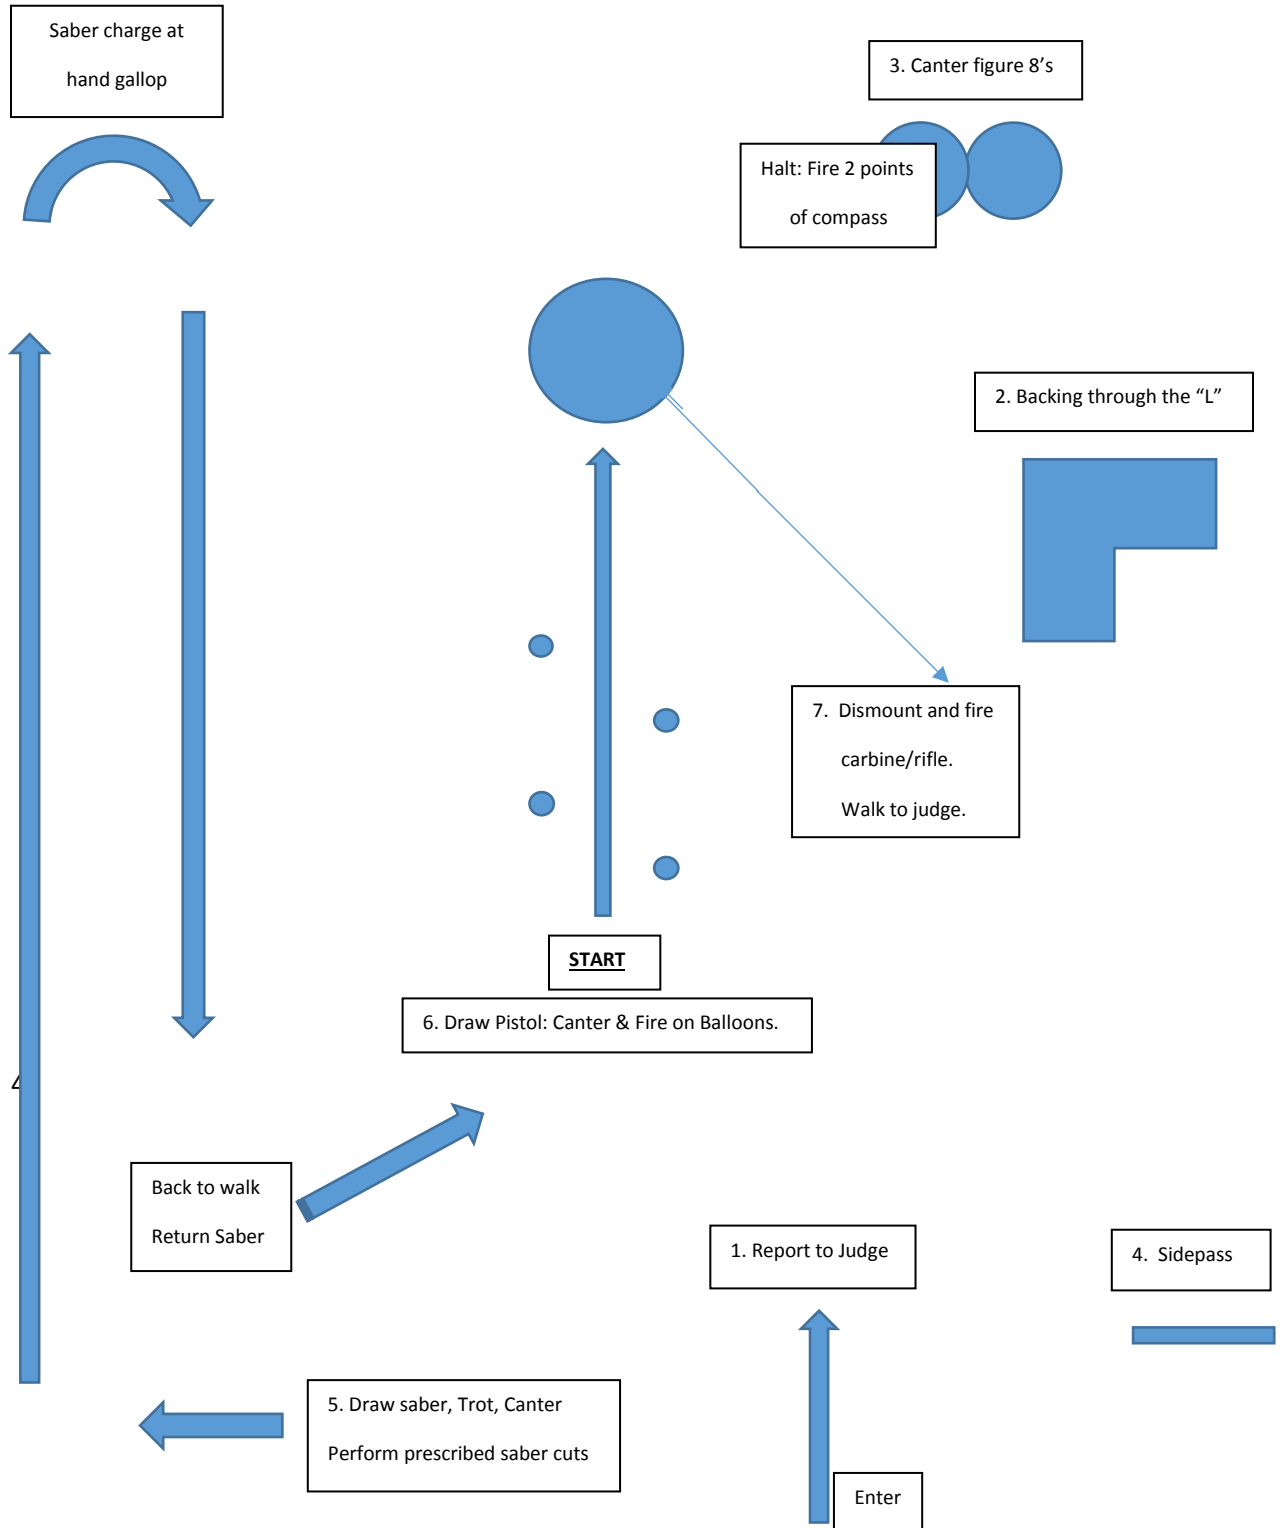 Saber charge at
hand gallop
3. Canter figure 8’s
Halt: Fire 2 points
of compass
2. Backing through the “L”
7. Dismount and fire
carbine/rifle.
Walk to judge.
START
6. Draw Pistol: Canter & Fire on Balloons.
Back to walk
Return Saber
1. Report to Judge
4. Sidepass
5. Draw saber, Trot, Canter
Perform prescribed saber cuts
Enter